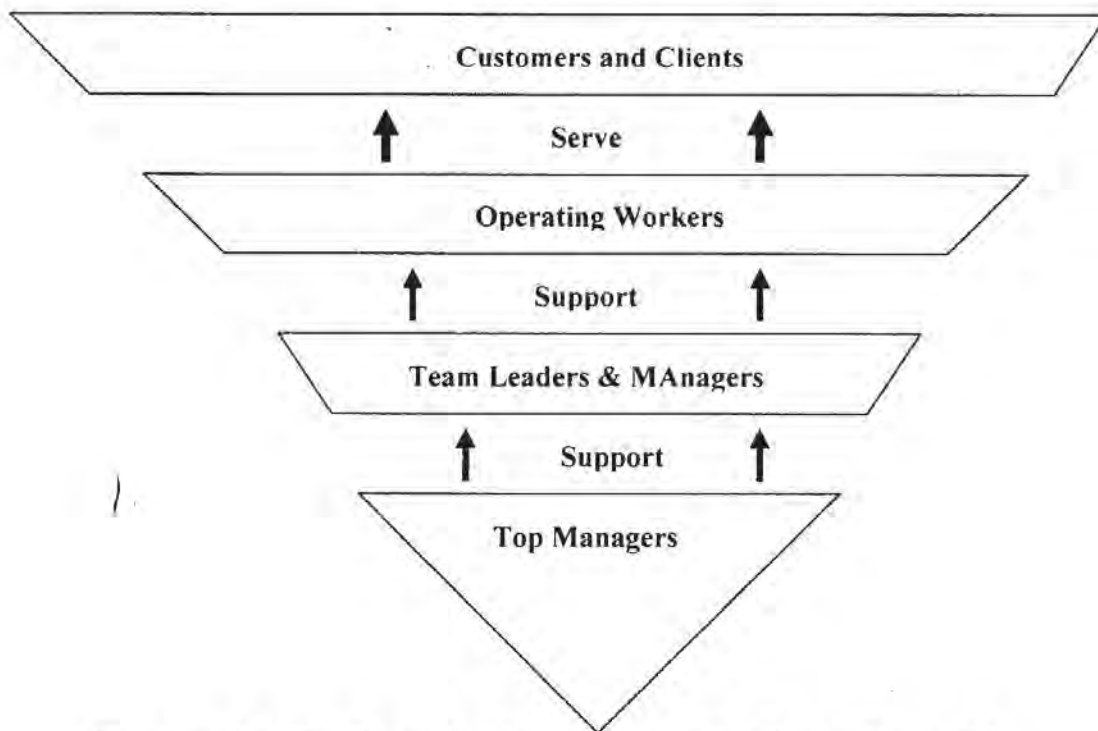 Customers and Clients
Serve
Operating Workers
Support
Team Leaders & MAnagers
Support
Top Managers